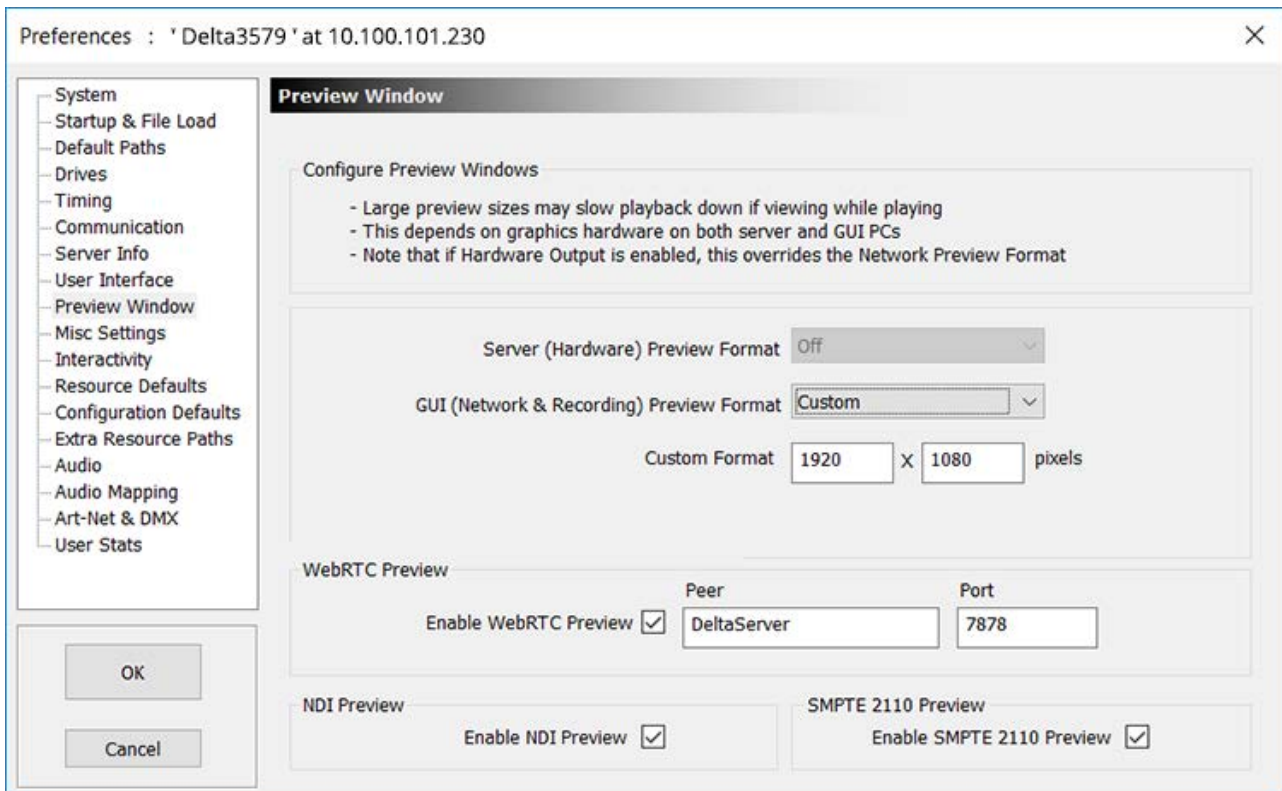 Preferences : ' Delta3579 ' at 10.100.101.230
System
Startup & File Load
Default Paths
Drives
Timing
Communication
Server Info
User Interface
Preview Window
Misc Settings
Interactivity
Resource Defaults
Configuration Defaults
Extra Resource Paths
Audio
Audio Mapping
Art-Net & DMX
User Stats
OK
Cancel
Preview Window
Configure Preview Windows
- Large preview sizes may slow playback down if viewing while playing
- This depends on graphics hardware on both server and GUI PCs
- Note that if Hardware Output is enabled, this overrides the Network Preview Format
Server (Hardware) Preview Format Off
GUI (Network & Recording) Preview Format Custom
Custom Format 1920 X 1080 pixels
WebRTC Preview
Peer Port
Enable WebRTC Preview DeltaServer 7878
NDI Preview
Enable NDI Preview
SMPTE 2110 Preview
Enable SMPTE 2110 Preview